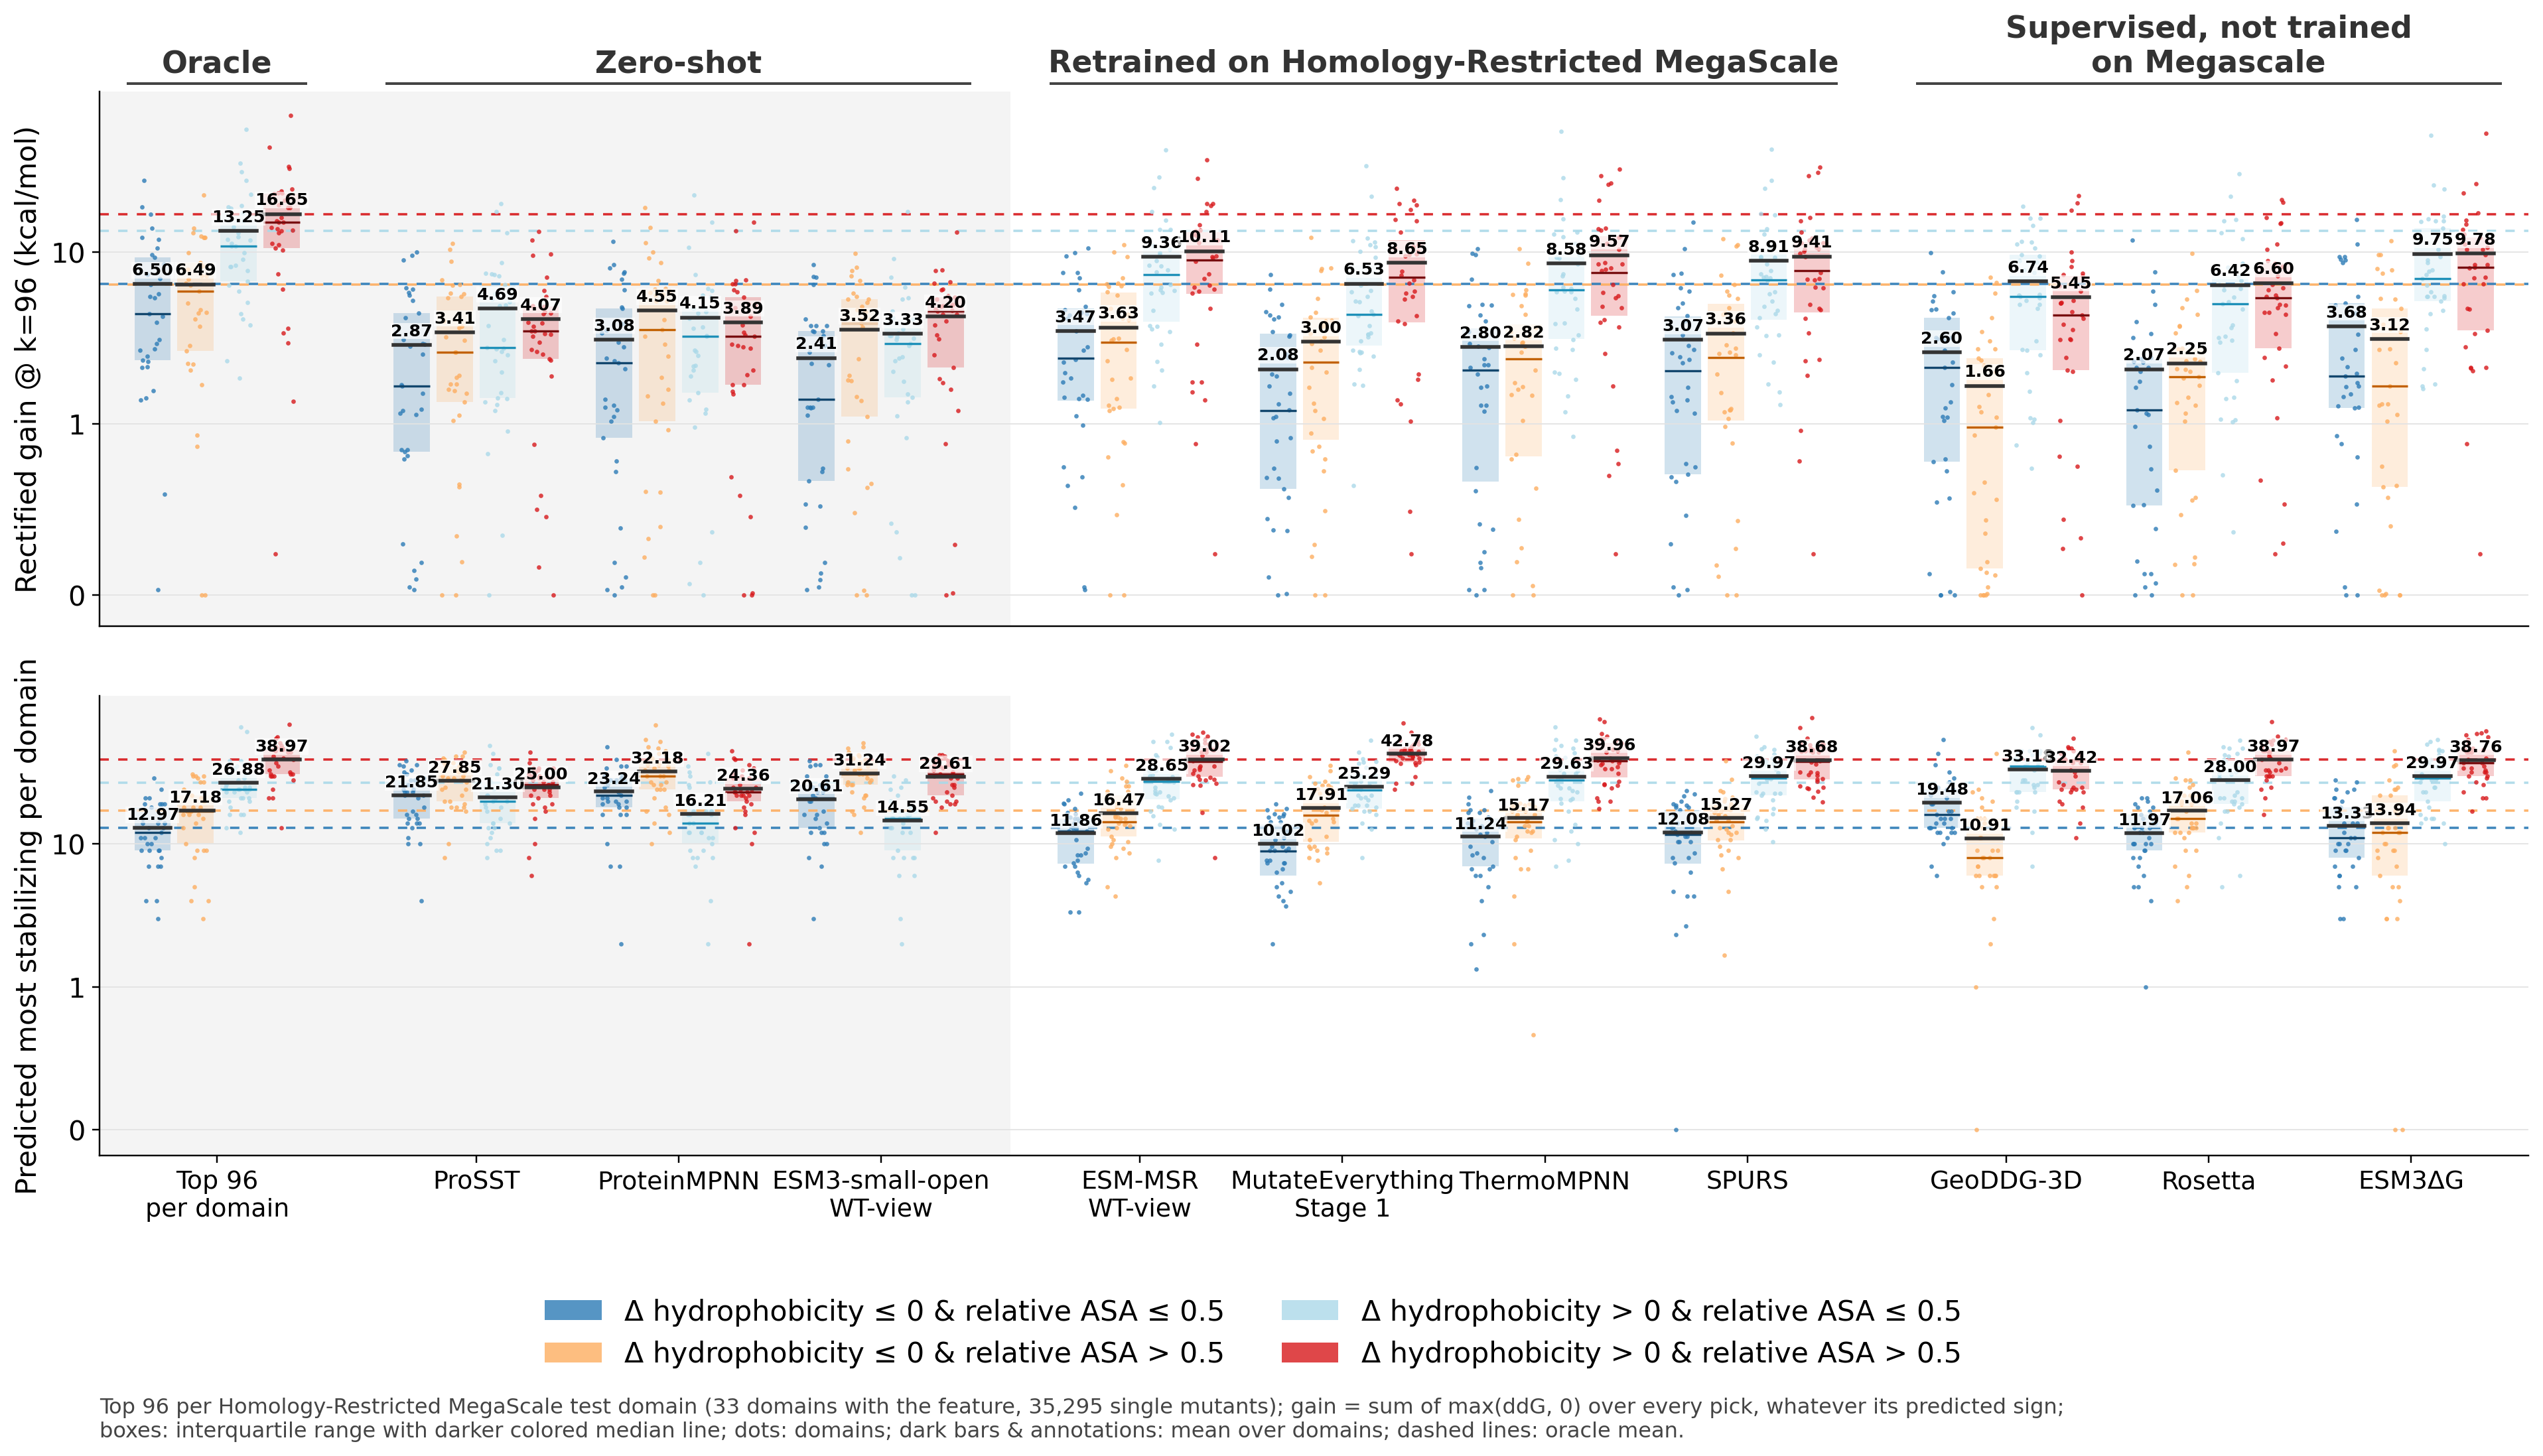 Oracle
Zero-shot
Retrained on Homology-Restricted MegaScale
Supervised, not trained
on Megascale
Rectified gain @ k=96 (kcal/mol)
10
1
0
6.50 6.49 13.25 16.65
2.87 3.41 4.69 4.07
3.08 4.55 4.15 3.89
2.41 3.52 3.33 4.20
3.47 3.63 9.36 10.11
2.08 3.00 6.53 8.65
2.80 2.82 8.58 9.57
3.07 3.36 8.91 9.41
2.60 1.66 6.74 5.45
2.07 2.25 6.42 6.60
3.68 3.12 9.75 9.78
Predicted most stabilizing per domain
10
1
0
12.97 17.18 26.88 38.97
21.85 27.85 21.30 25.00
23.24 32.18 16.21 24.36
20.61 31.24 14.55 29.61
11.86 16.47 28.65 39.02
10.02 17.91 25.29 42.78
11.24 15.17 29.63 39.96
12.08 15.27 29.97 38.68
19.48 10.91 32.42
11.97 17.06 28.00 38.97
13.94 29.97 38.76
Top 96
per domain
ProSST
ProteinMPNN
ESM3-small-open
WT-view
ESM-MSR
WT-view
MutateEverything
Stage 1
ThermoMPNN
SPURS
GeoDDG-3D
Rosetta
ESM3ΔG
Δ hydrophobicity ≤ 0 & relative ASA ≤ 0.5
Δ hydrophobicity ≤ 0 & relative ASA > 0.5
Δ hydrophobicity > 0 & relative ASA ≤ 0.5
Δ hydrophobicity > 0 & relative ASA > 0.5
Top 96 per Homology-Restricted MegaScale test domain (33 domains with the feature, 35,295 single mutants); gain = sum of max(ddG, 0) over every pick, whatever its predicted sign;
boxes: interquartile range with darker colored median line; dots: domains; dark bars & annotations: mean over domains; dashed lines: oracle mean.